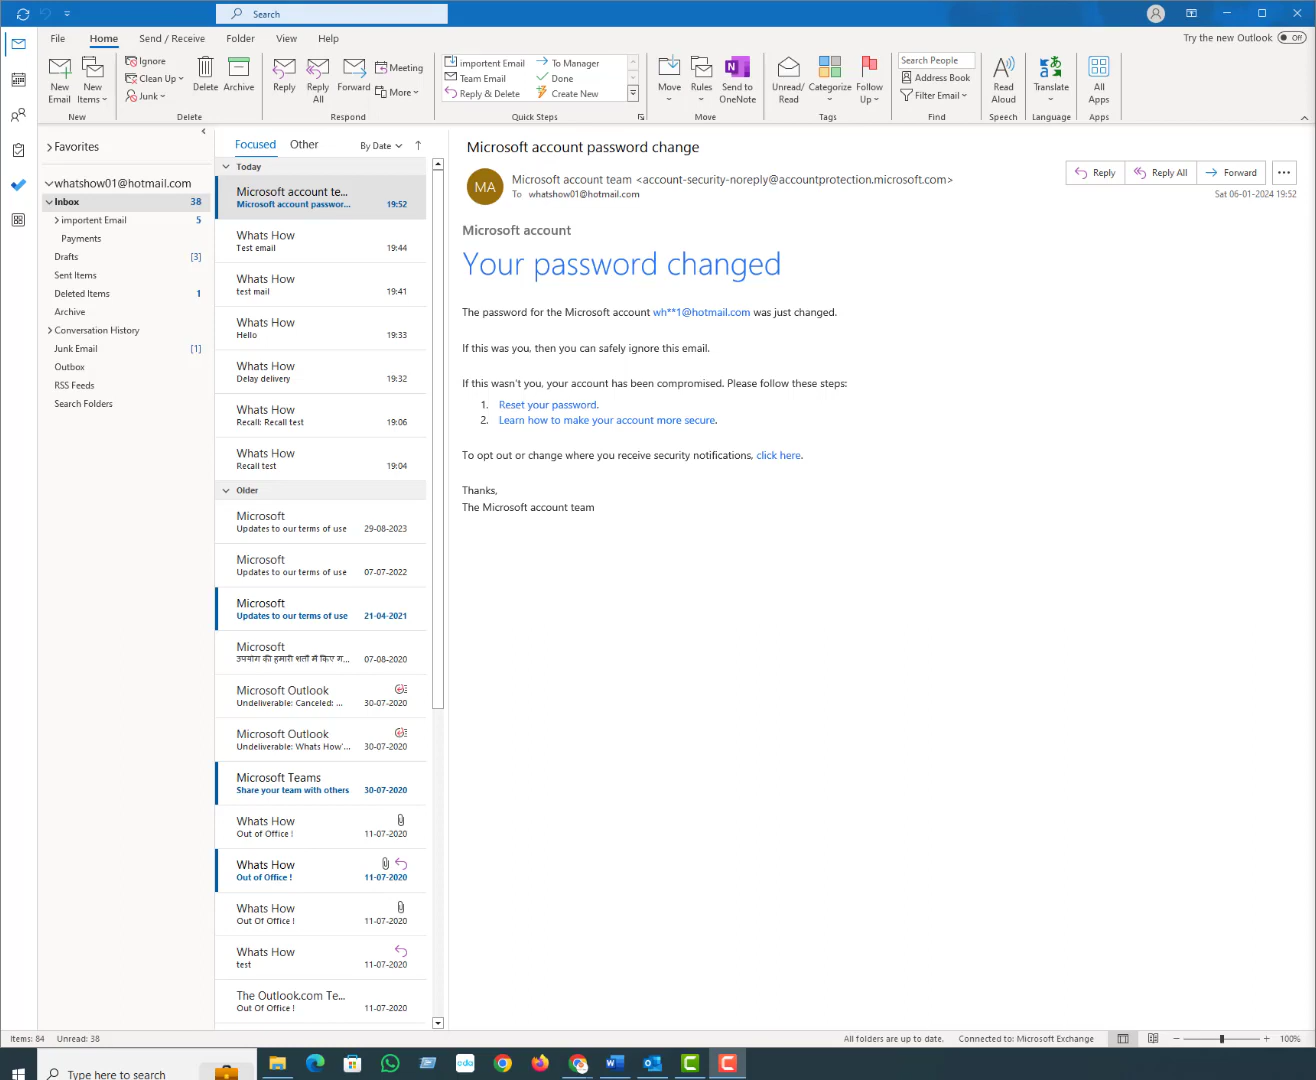 Search
File Home Send / Receive Folder View Help
Try the new Outlook Off
New Email
New Items
Ignore
Clean Up
Junk
Delete
Archive
Reply
Reply All
Forward
Meeting
More
importent Email
Team Email
Reply & Delete
To Manager
Done
Create New
Move
Rules
Send to OneNote
Unread/ Read
Categorize
Follow Up
Search People
Address Book
Filter Email
Read Aloud
Translate
All Apps
New Delete Respond Quick Steps Move Tags Find Speech Language Apps
Favorites
whatshow01@hotmail.com
Inbox 38
importent Email 5
Payments
Drafts [3]
Sent Items
Deleted Items 1
Archive
Conversation History
Junk Email [1]
Outbox
RSS Feeds
Search Folders
Focused Other By Date
Today
Microsoft account te...
Microsoft account passwor... 19:52
Whats How
Test email 19:44
Whats How
test mail 19:41
Whats How
Hello 19:33
Whats How
Delay delivery 19:32
Whats How
Recall: Recall test 19:06
Whats How
Recall test 19:04
Older
Microsoft
Updates to our terms of use 29-08-2023
Microsoft
Updates to our terms of use 07-07-2022
Microsoft
Updates to our terms of use 21-04-2021
Microsoft
उपयोग की हमारी शर्तों में किए ग... 07-08-2020
Microsoft Outlook
Undeliverable: Canceled: ... 30-07-2020
Microsoft Outlook
Undeliverable: Whats How'... 30-07-2020
Microsoft Teams
Share your team with others 30-07-2020
Whats How
Out of Office ! 11-07-2020
Whats How
Out of Office ! 11-07-2020
Whats How
Out Of Office ! 11-07-2020
Whats How
test 11-07-2020
The Outlook.com Te...
Out Of Office ! 11-07-2020
Microsoft account password change
MA
Microsoft account team <account-security-noreply@accountprotection.microsoft.com>
To whatshow01@hotmail.com
Reply Reply All Forward ...
Sat 06-01-2024 19:52
Microsoft account
Your password changed
The password for the Microsoft account wh**1@hotmail.com was just changed.
If this was you, then you can safely ignore this email.
If this wasn't you, your account has been compromised. Please follow these steps:
1. Reset your password.
2. Learn how to make your account more secure.
To opt out or change where you receive security notifications, click here.
Thanks,
The Microsoft account team
Items: 84 Unread: 38 All folders are up to date. Connected to: Microsoft Exchange 100%
Type here to search